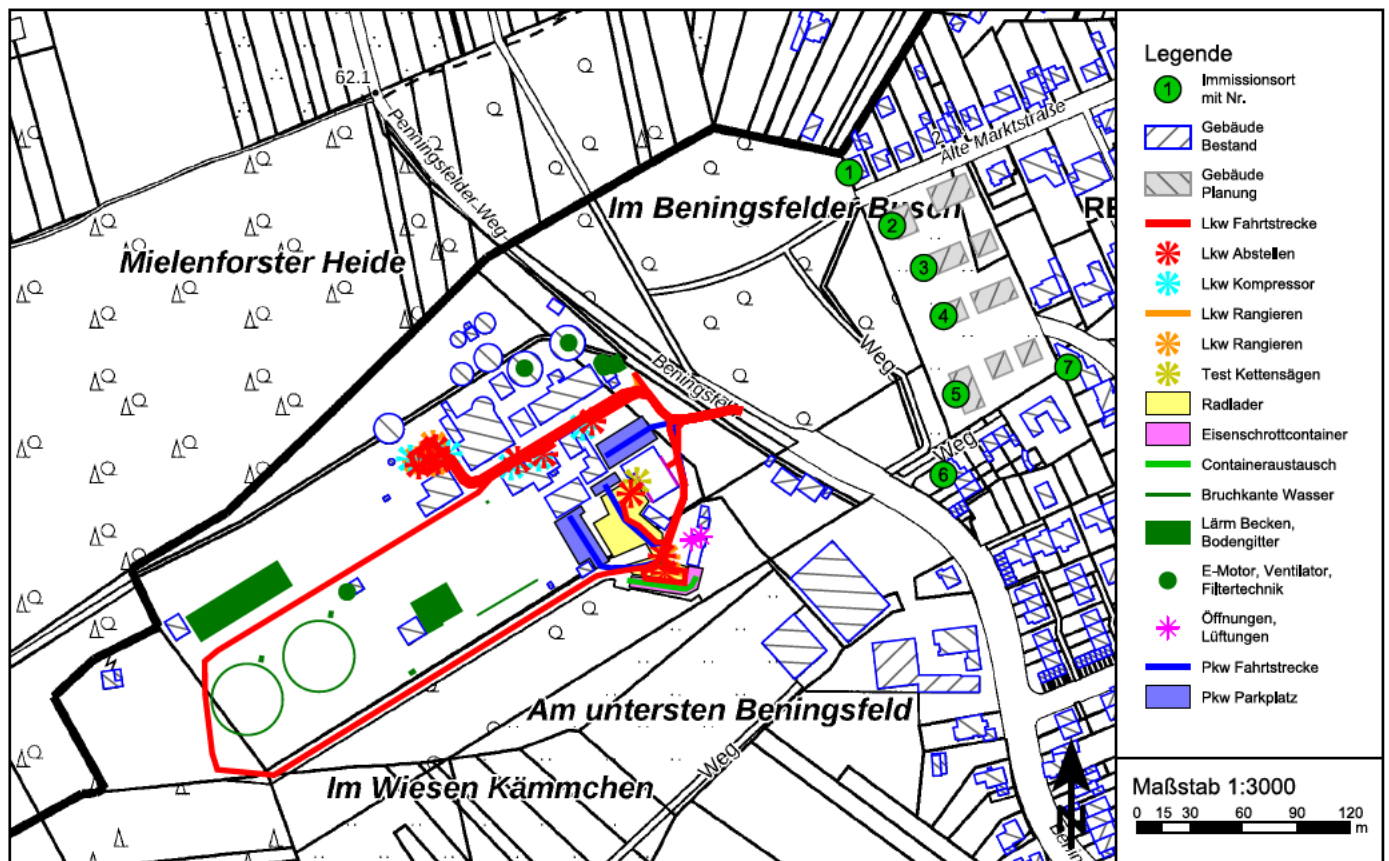 62.1
Penningsfelder Weg
Alte Marktstraße
1
Im Beningsfelder Busch
RE
2
Mielenforster Heide
3
4
Weg
7
Beningsfeld
5
Weg
6
Am untersten Beningsfeld
Im Wiesen Kämmchen
Weg
N
Legende
1
Immissionsort
mit Nr.
Gebäude
Bestand
Gebäude
Planung
Lkw Fahrtstrecke
Lkw Abstellen
Lkw Kompressor
Lkw Rangieren
Lkw Rangieren
Test Kettensägen
Radlader
Eisenschrottcontainer
Containeraustausch
Bruchkante Wasser
Lärm Becken,
Bodengitter
E-Motor, Ventilator,
Filtertechnik
Öffnungen,
Lüftungen
Pkw Fahrtstrecke
Pkw Parkplatz
Maßstab 1:3000
0 15 30 60 90 120
m